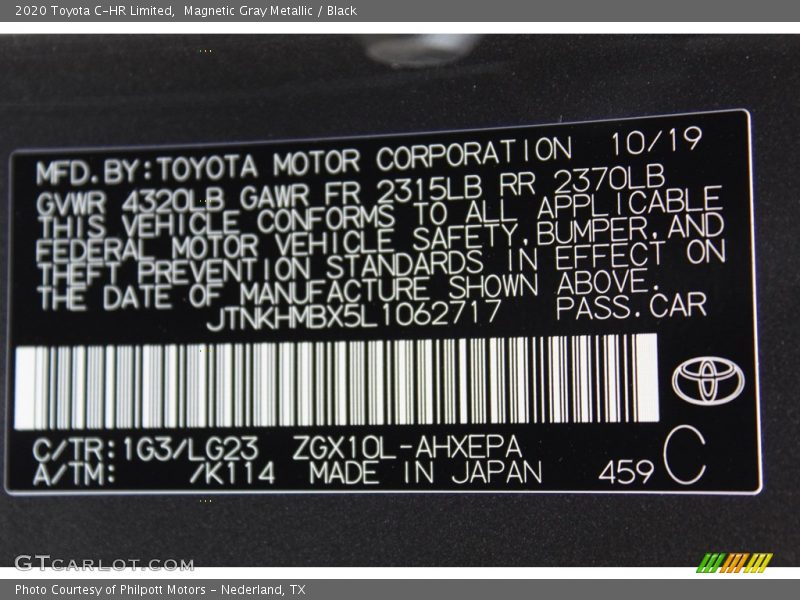 2020 Toyota C-HR Limited,  Magnetic Gray Metallic / Black
MFD.BY:TOYOTA MOTOR CORPORATION 10/19
GVWR 4320LB GAWR FR 2315LB RR 2370LB
THIS VEHICLE CONFORMS TO ALL APPLICABLE
FEDERAL MOTOR VEHICLE SAFETY,BUMPER,AND
THEFT PREVENTION STANDARDS IN EFFECT ON
THE DATE OF MANUFACTURE SHOWN ABOVE.
JTNKHMBX5L1062717 PASS.CAR
C/TR:1G3/LG23 ZGX10L-AHXEPA
A/TM: /K114 MADE IN JAPAN 459 C
GTCARLOT.COM
Photo Courtesy of Philpott Motors - Nederland, TX